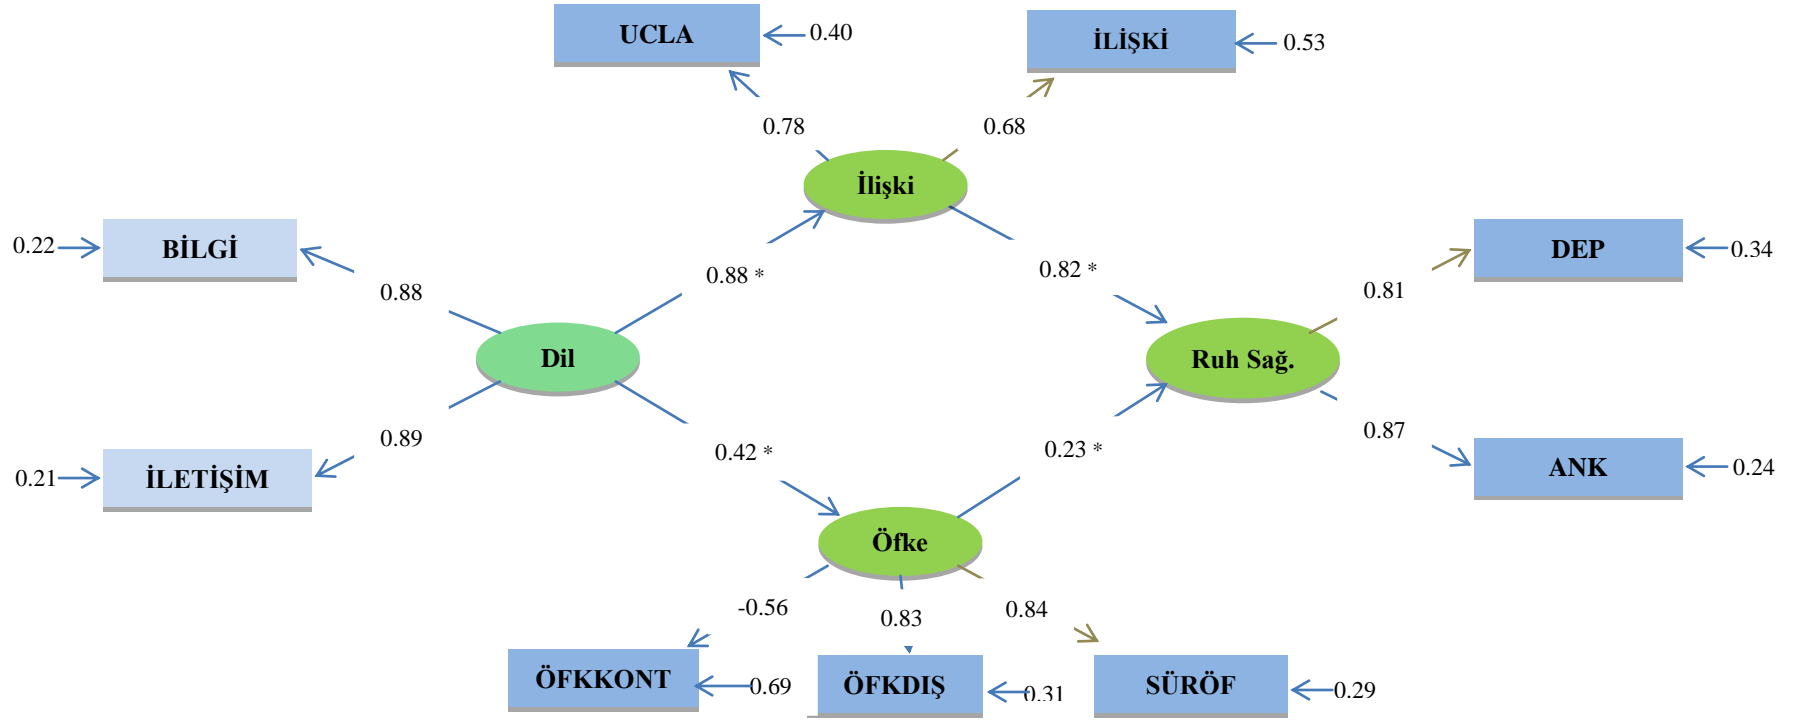 UCLA
0.40
İLİŞKİ
0.53
0.78
0.68
İlişki
0.22
BİLGİ
DEP
0.34
0.88
0.88 *
0.82 *
0.81
Dil
Ruh Sağ.
0.89
0.42 *
0.23 *
0.87
0.21
İLETİŞİM
ANK
0.24
Öfke
-0.56
0.83
0.84
ÖFKKONT
0.69
ÖFKDIŞ
0.31
SÜRÖF
0.29